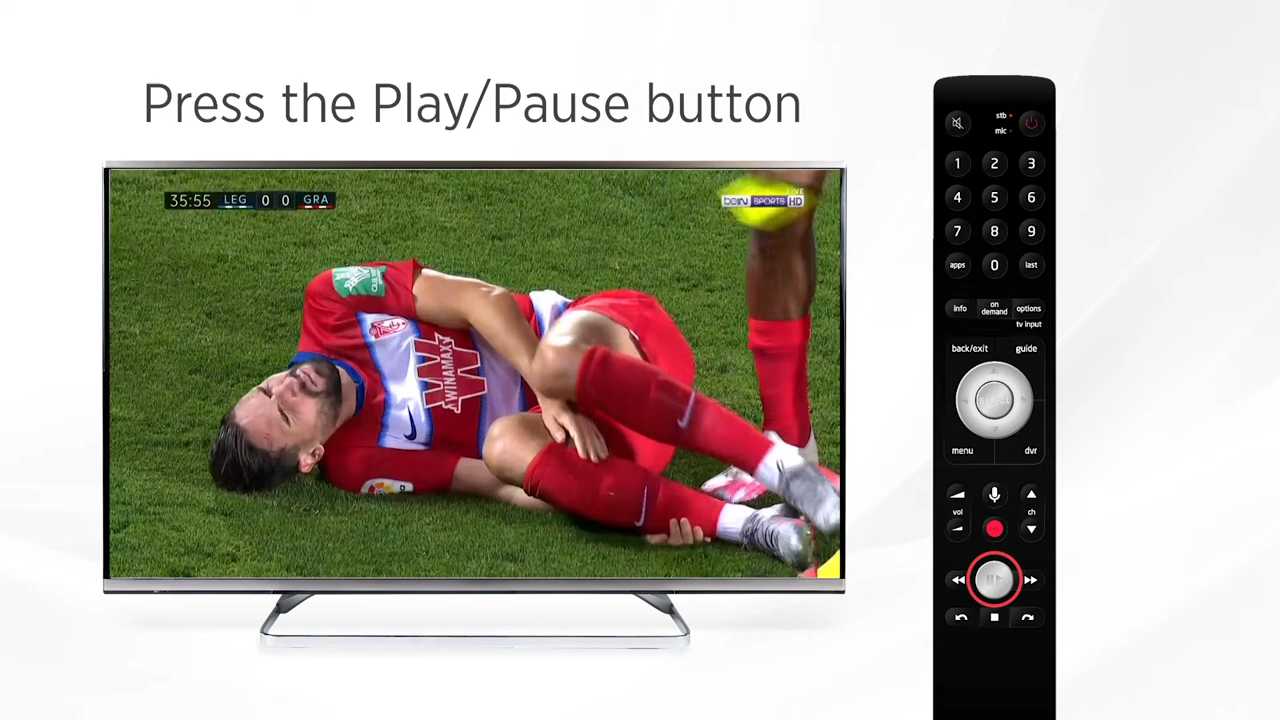 Press the Play/Pause button
35:55 LEG 0 0 GRA
LIVE
beIN SPORTS HD
WINAMAX
stb
mic
1 2 3
4 5 6
7 8 9
apps 0 last
info on demand options
tv input
back/exit guide
menu dvr
vol ch